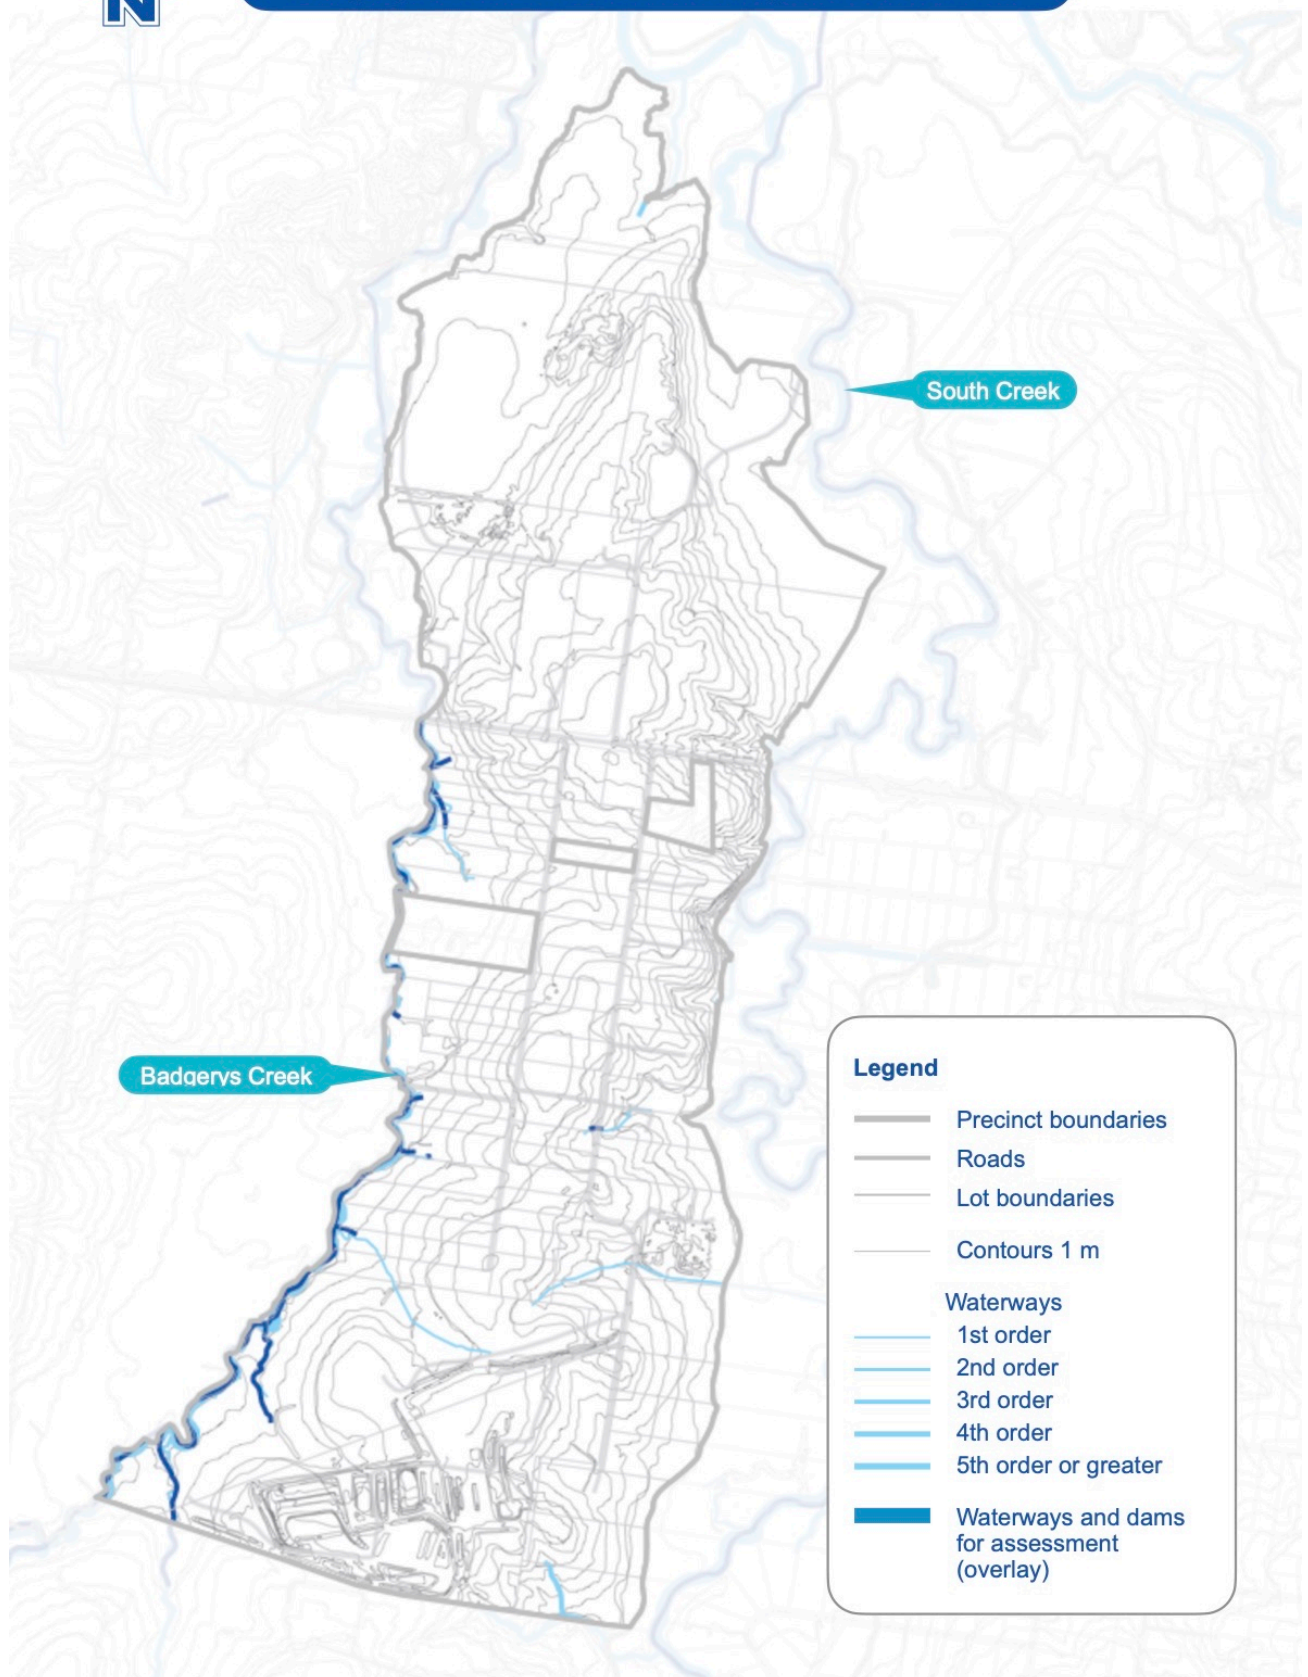 N
South Creek
Badgerys Creek
Legend
Precinct boundaries
Roads
Lot boundaries
Contours 1 m
Waterways
1st order
2nd order
3rd order
4th order
5th order or greater
Waterways and dams
for assessment
(overlay)